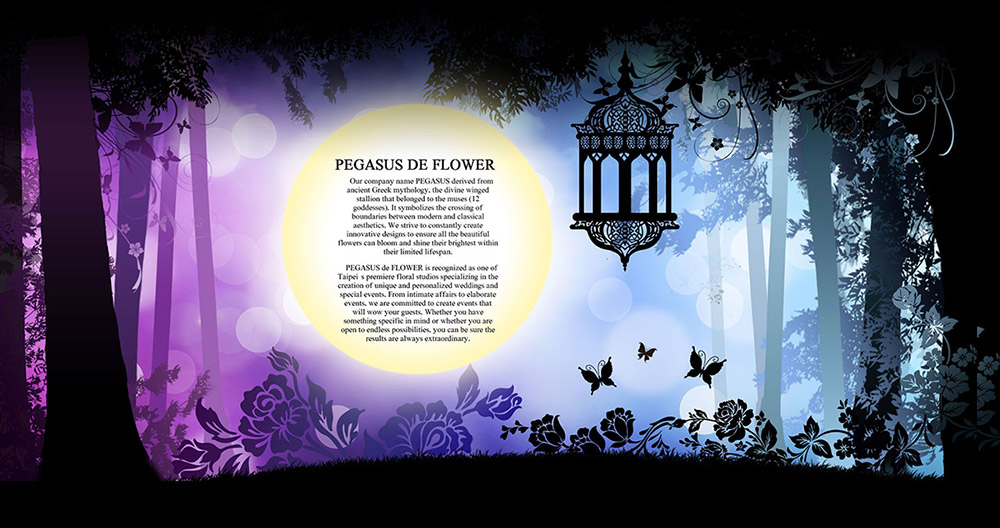 PEGASUS DE FLOWER
Our company name PEGASUS derived from
ancient Greek mythology, the divine winged
stallion that belonged to the muses (12
goddesses). It symbolizes the crossing of
boundaries between modern and classical
aesthetics. We strive to constantly create
innovative designs to ensure all the beautiful
flowers can bloom and shine their brightest within
their limited lifespan.
PEGASUS de FLOWER is recognized as one of
Taipei s premiere floral studios specializing in the
creation of unique and personalized weddings and
special events. From intimate affairs to elaborate
events, we are committed to create events that
will wow your guests. Whether you have
something specific in mind or whether you are
open to endless possibilities, you can be sure the
results are always extraordinary.